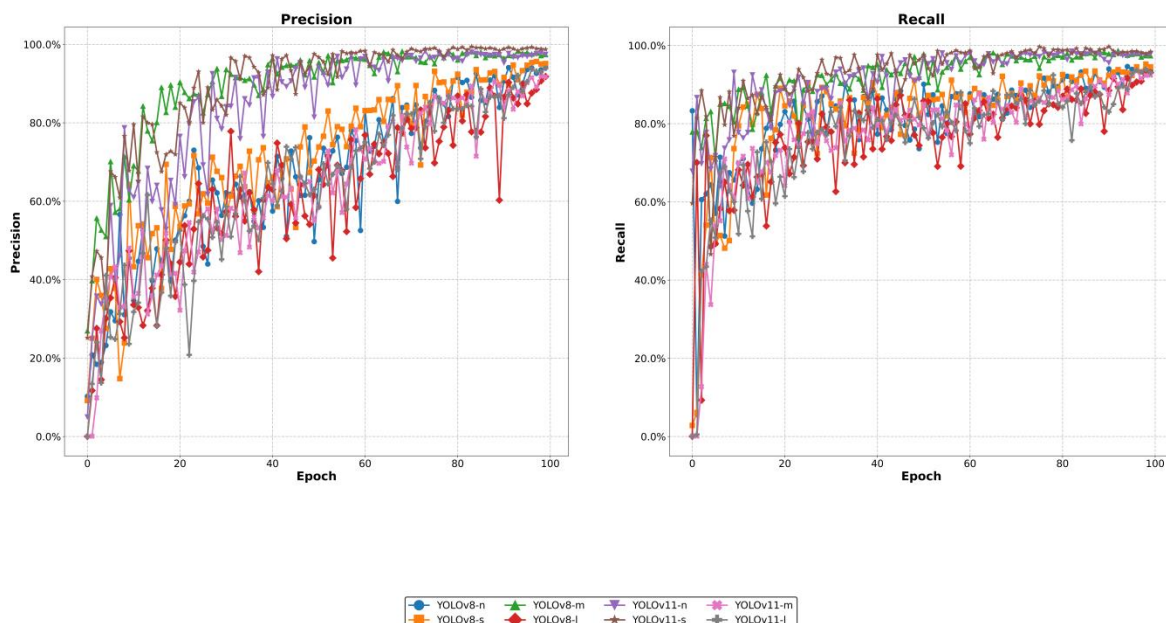 Precision
100.0%
80.0%
60.0%
40.0%
20.0%
0.0%
Precision
0 20 40 60 80 100
Epoch
Recall
100.0%
80.0%
60.0%
40.0%
20.0%
0.0%
Recall
0 20 40 60 80 100
Epoch
YOLOv8-n YOLOv8-m YOLOv11-n YOLOv11-m
YOLOv8-s YOLOv8-l YOLOv11-s YOLOv11-l